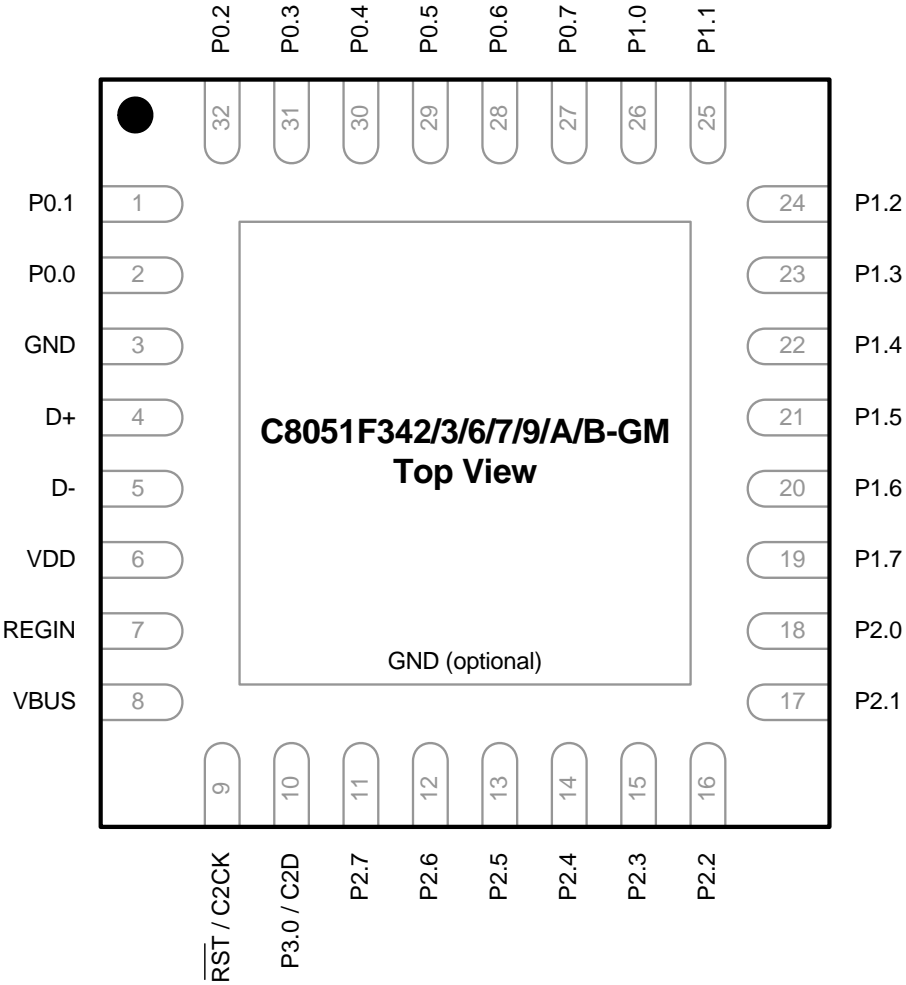 P0.2
P0.3
P0.4
P0.5
P0.6
P0.7
P1.0
P1.1
32
31
30
29
28
27
26
25
P0.1
1
24
P1.2
P0.0
2
23
P1.3
GND
3
22
P1.4
D+
4
21
P1.5
D-
5
20
P1.6
VDD
6
19
P1.7
REGIN
7
18
P2.0
VBUS
8
17
P2.1
C8051F342/3/6/7/9/A/B-GM
Top View
GND (optional)
9
10
11
12
13
14
15
16
RST / C2CK
P3.0 / C2D
P2.7
P2.6
P2.5
P2.4
P2.3
P2.2